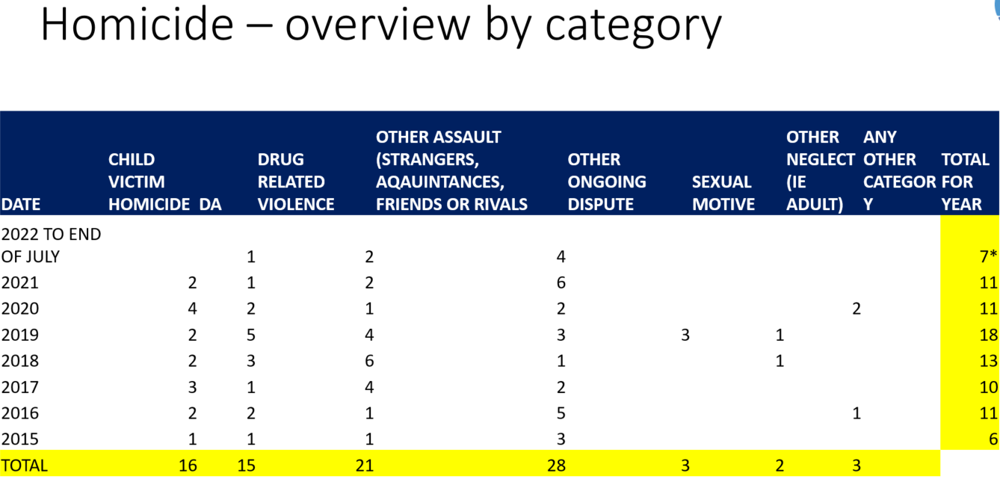 Homicide – overview by category
OTHER ASSAULT OTHER ANY
CHILD DRUG (STRANGERS, OTHER NEGLECT OTHER TOTAL
VICTIM RELATED AQAUINTANCES, ONGOING SEXUAL (IE CATEGOR FOR
DATE HOMICIDE DA VIOLENCE FRIENDS OR RIVALS DISPUTE MOTIVE ADULT) Y YEAR
2022 TO END
OF JULY 1 2 4 7*
2021 2 1 2 6 11
2020 4 2 1 2 2 11
2019 2 5 4 3 3 1 18
2018 2 3 6 1 1 13
2017 3 1 4 2 10
2016 2 2 1 5 1 11
2015 1 1 1 3 6
TOTAL 16 15 21 28 3 2 3